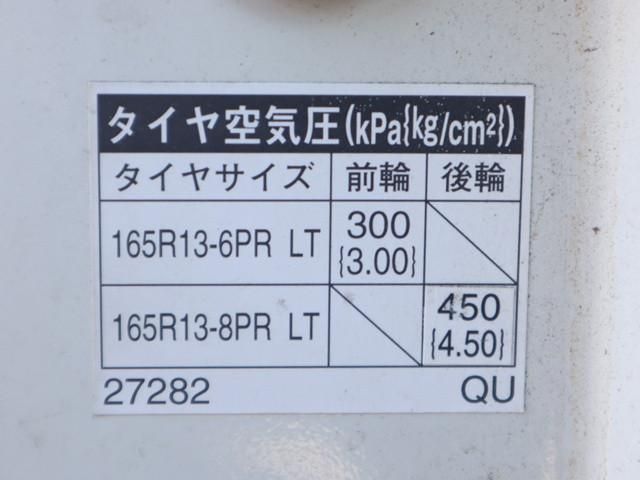 タイヤ空気圧(kPa{kg/cm²})
タイヤサイズ 前輪 後輪
165R13-6PR LT 300 {3.00}
165R13-8PR LT 450 {4.50}
27282 QU